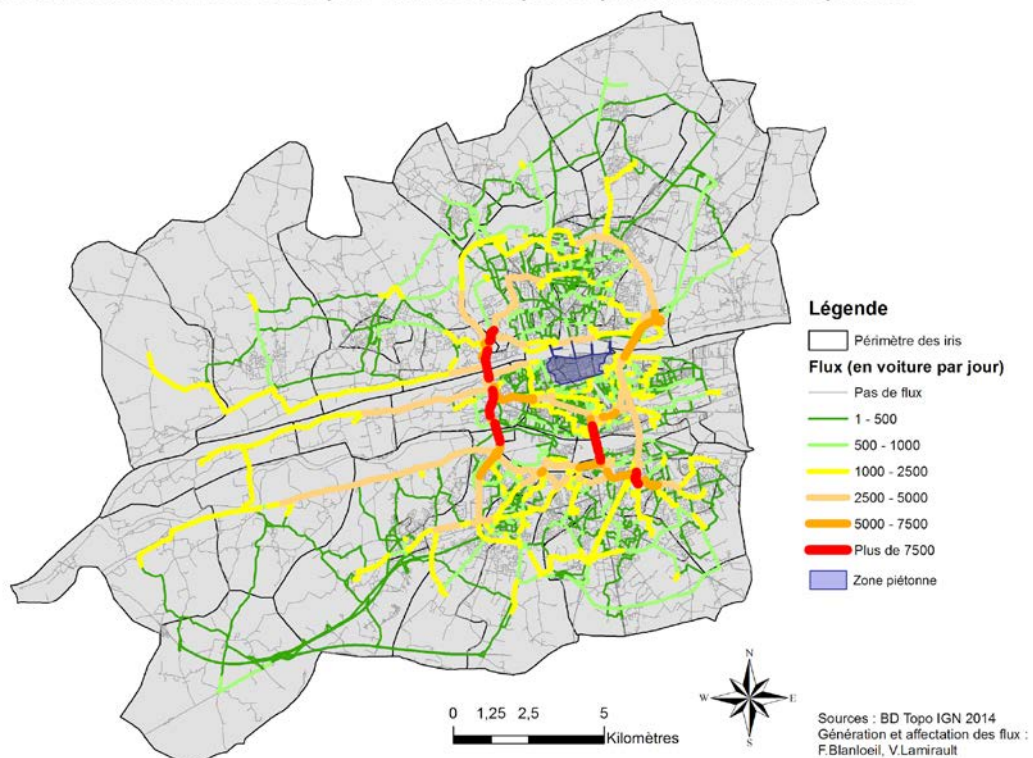 Légende
Périmètre des iris
Flux (en voiture par jour)
Pas de flux
1 - 500
500 - 1000
1000 - 2500
2500 - 5000
5000 - 7500
Plus de 7500
Zone piétonne
N
W E
S
0 1,25 2,5 5
Kilomètres
Sources : BD Topo IGN 2014
Génération et affectation des flux :
F.Blanloeil, V.Lamirault